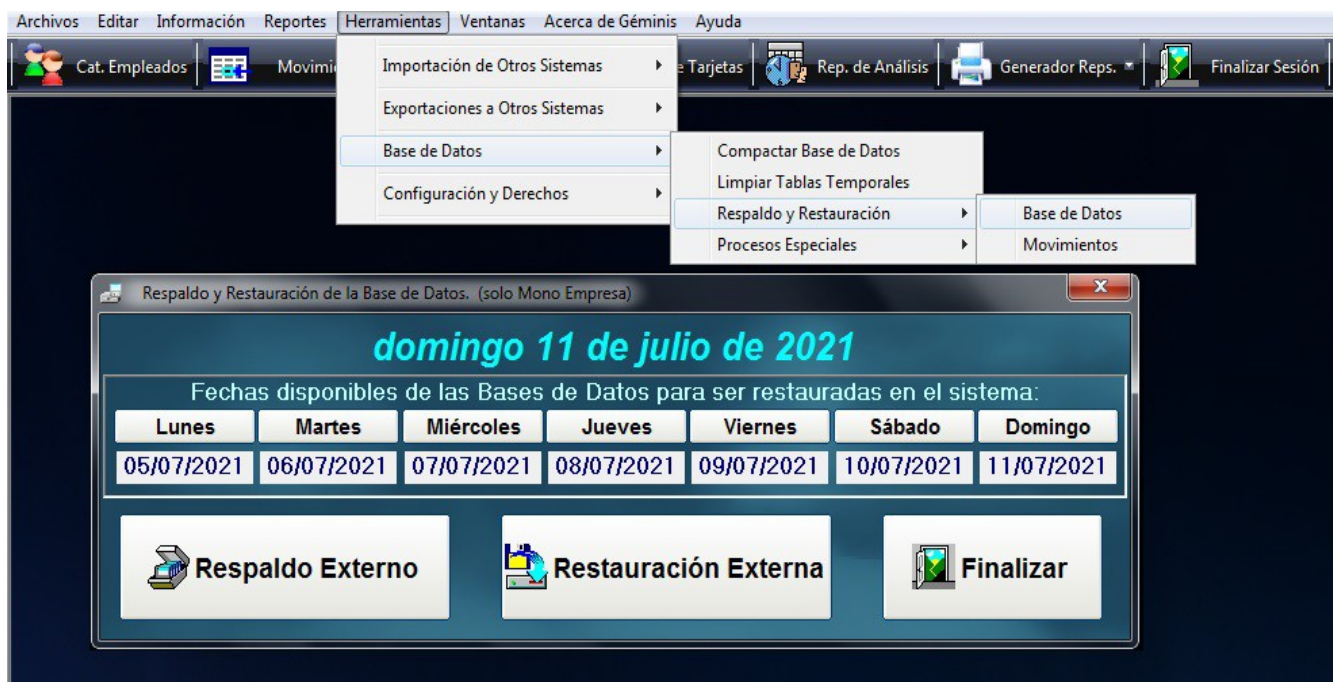 Archivos Editar Información Reportes Herramientas Ventanas Acerca de Géminis Ayuda
Cat. Empleados Tarjetas Rep. de Análisis Generador Reps. Finalizar Sesión
Importación de Otros Sistemas
Exportaciones a Otros Sistemas
Base de Datos
Configuración y Derechos
Compactar Base de Datos
Limpiar Tablas Temporales
Respaldo y Restauración
Procesos Especiales
Base de Datos
Movimientos
Respaldo y Restauración de la Base de Datos. (solo Mono Empresa)
domingo 11 de julio de 2021
Fechas disponibles de las Bases de Datos para ser restauradas en el sistema:
Lunes Martes Miércoles Jueves Viernes Sábado Domingo
05/07/2021 06/07/2021 07/07/2021 08/07/2021 09/07/2021 10/07/2021 11/07/2021
Respaldo Externo Restauración Externa Finalizar